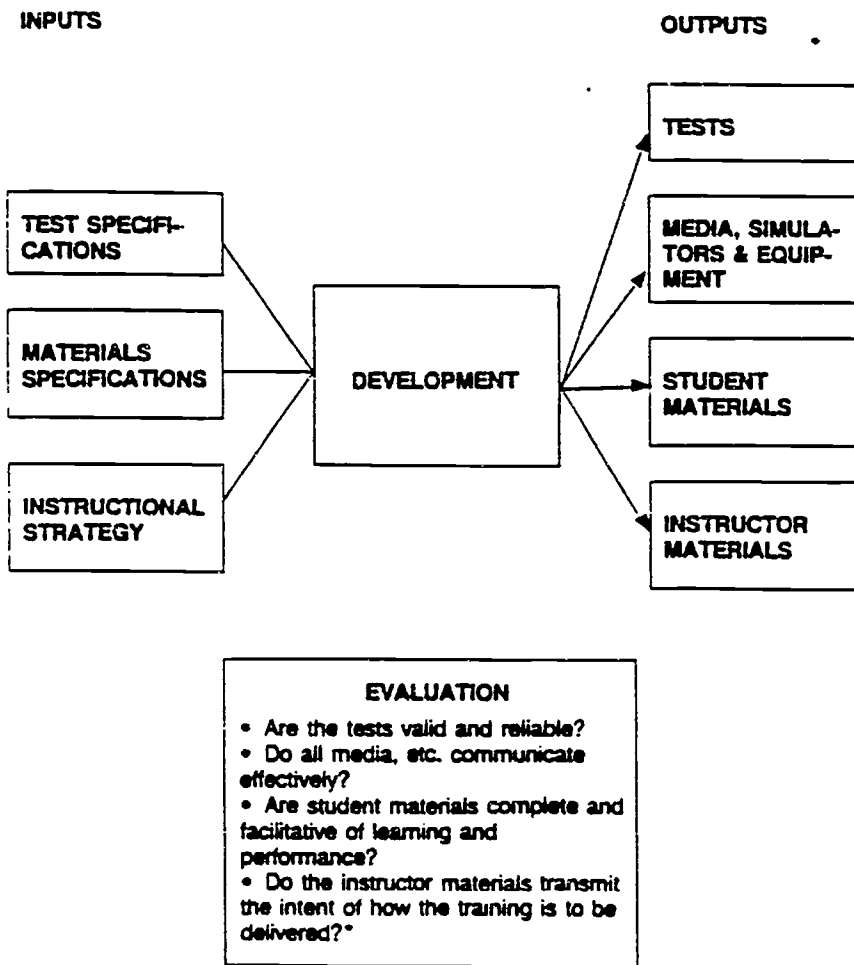 INPUTS
OUTPUTS
TESTS
TEST SPECIFI-
CATIONS
MEDIA, SIMULA-
TORS & EQUIP-
MENT
MATERIALS
SPECIFICATIONS
DEVELOPMENT
STUDENT
MATERIALS
INSTRUCTIONAL
STRATEGY
INSTRUCTOR
MATERIALS
EVALUATION
• Are the tests valid and reliable?
• Do all media, etc. communicate
effectively?
• Are student materials complete and
facilitative of learning and
performance?
• Do the instructor materials transmit
the intent of how the training is to be
delivered?"